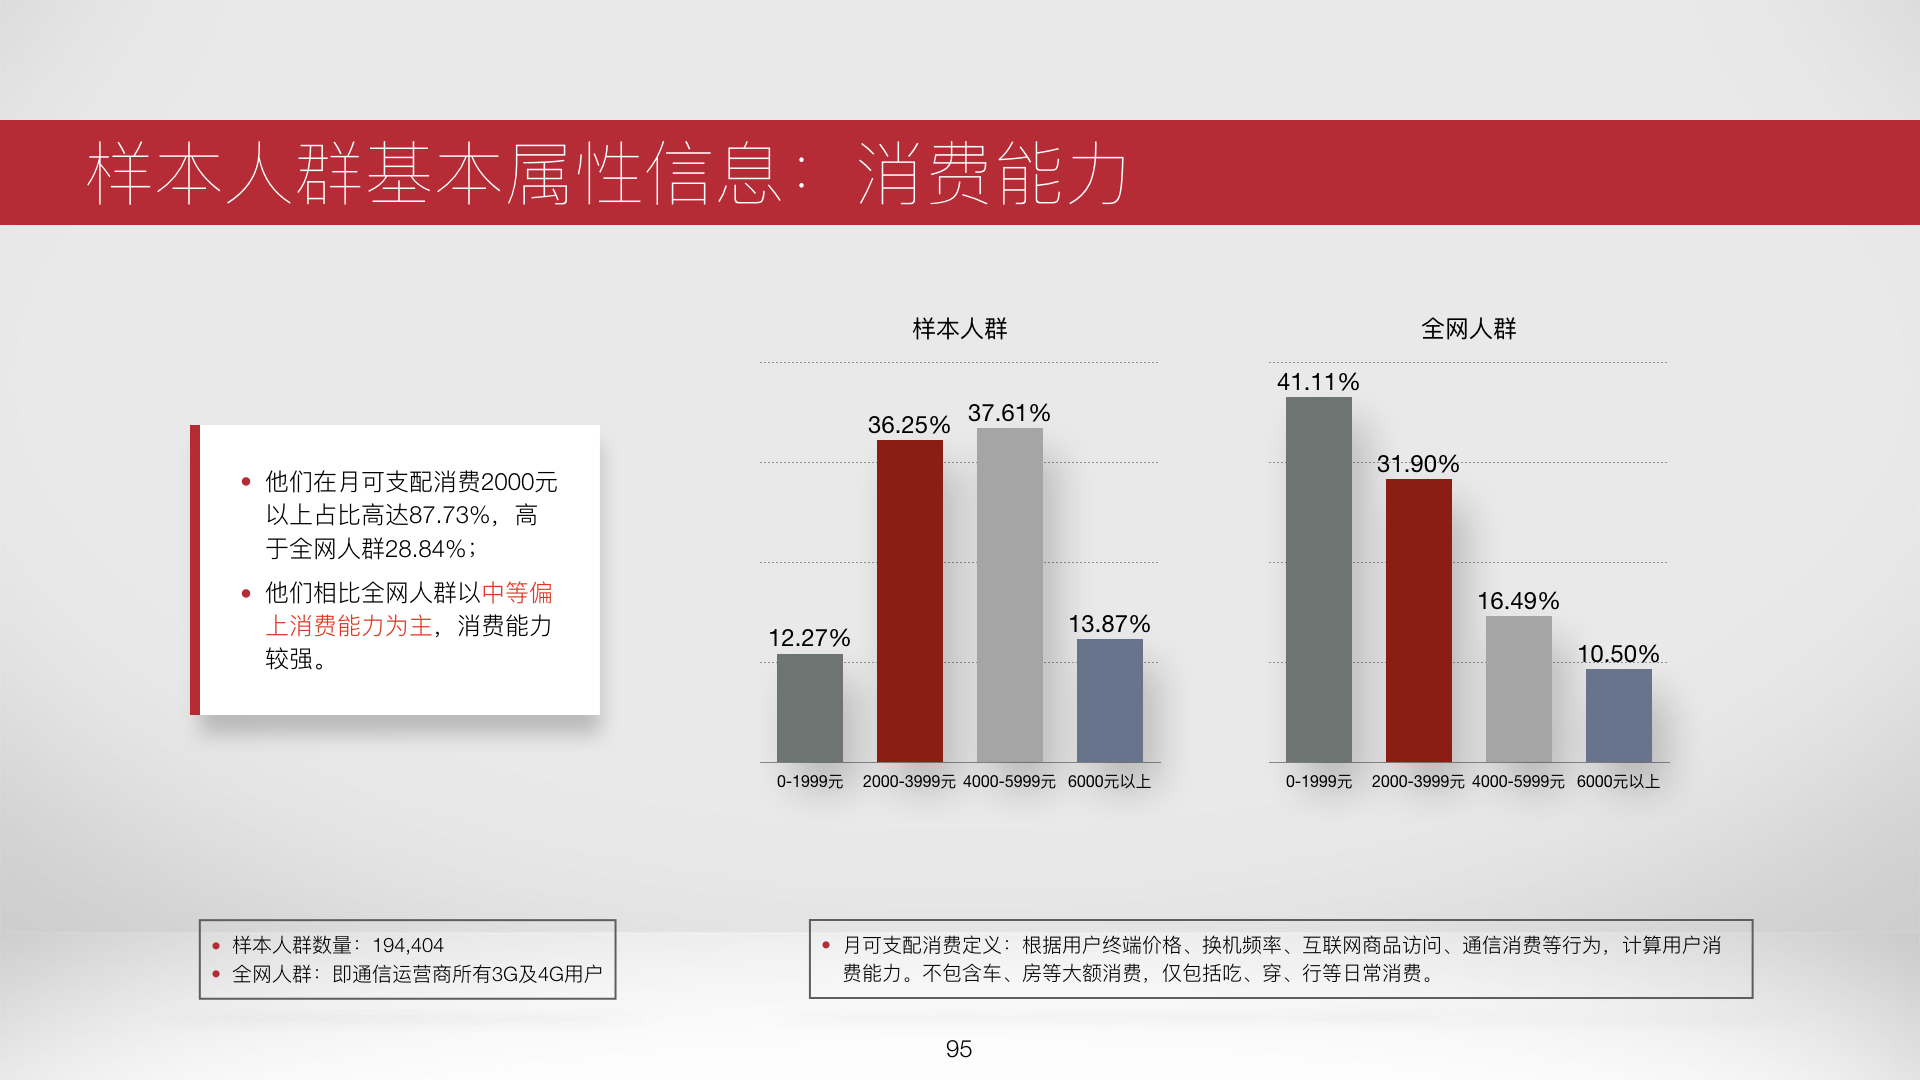 样本人群基本属性信息：消费能力
他们在月可支配消费2000元
以上占比高达87.73%，高
于全网人群28.84%；
他们相比全网人群以中等偏
上消费能力为主，消费能力
较强。
样本人群
12.27%
36.25%
37.61%
13.87%
0-1999元 2000-3999元 4000-5999元 6000元以上
全网人群
41.11%
31.90%
16.49%
10.50%
0-1999元 2000-3999元 4000-5999元 6000元以上
样本人群数量：194,404
全网人群：即通信运营商所有3G及4G用户
月可支配消费定义：根据用户终端价格、换机频率、互联网商品访问、通信消费等行为，计算用户消
费能力。不包含车、房等大额消费，仅包括吃、穿、行等日常消费。
95